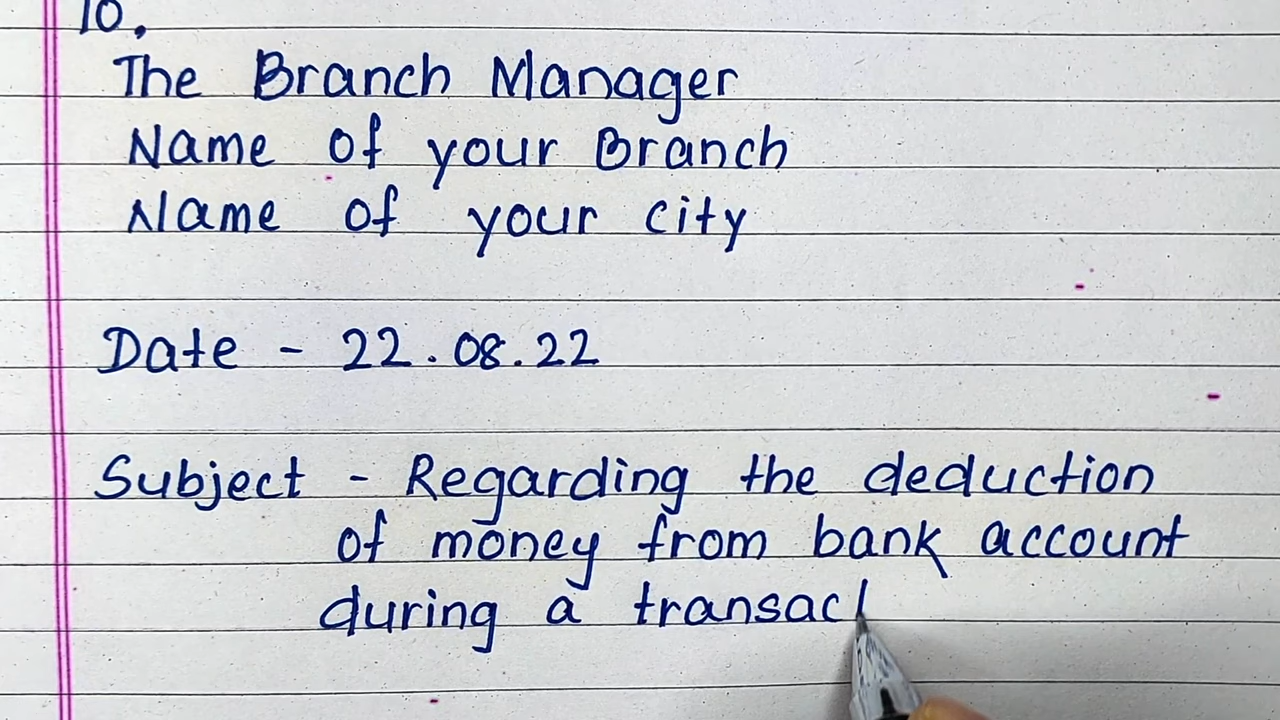 To,
The Branch Manager
Name of your Branch
Name of your city
Date - 22.08.22
Subject - Regarding the deduction
of money from bank account
during a transac